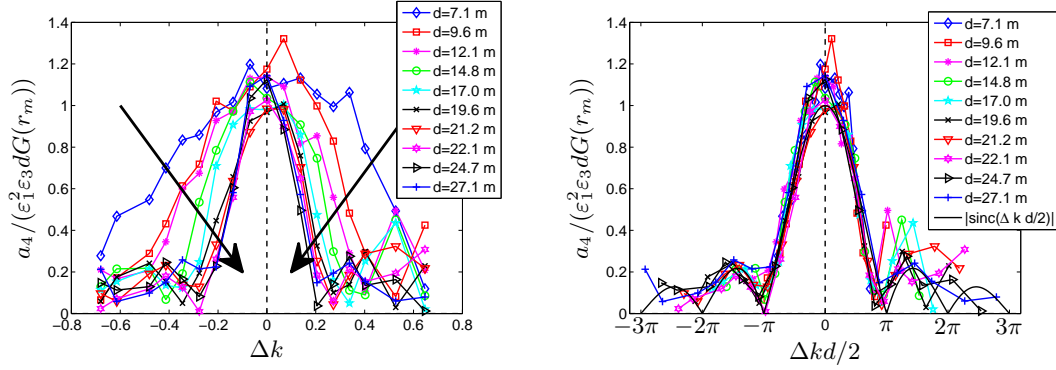 a₄/(ε₁²ε₃dG(rₘ))
1.4
1.2
1
0.8
0.6
0.4
0.2
0
−0.8
−0.6
−0.4
−0.2
0
0.2
0.4
0.6
0.8
Δk
d=7.1 m
d=9.6 m
d=12.1 m
d=14.8 m
d=17.0 m
d=19.6 m
d=21.2 m
d=22.1 m
d=24.7 m
d=27.1 m
a₄/(ε₁²ε₃dG(rₘ))
1.4
1.2
1
0.8
0.6
0.4
0.2
0
−3π
−2π
−π
0
π
2π
3π
Δkd/2
d=7.1 m
d=9.6 m
d=12.1 m
d=14.8 m
d=17.0 m
d=19.6 m
d=21.2 m
d=22.1 m
d=24.7 m
d=27.1 m
|sinc(Δ k d/2)|